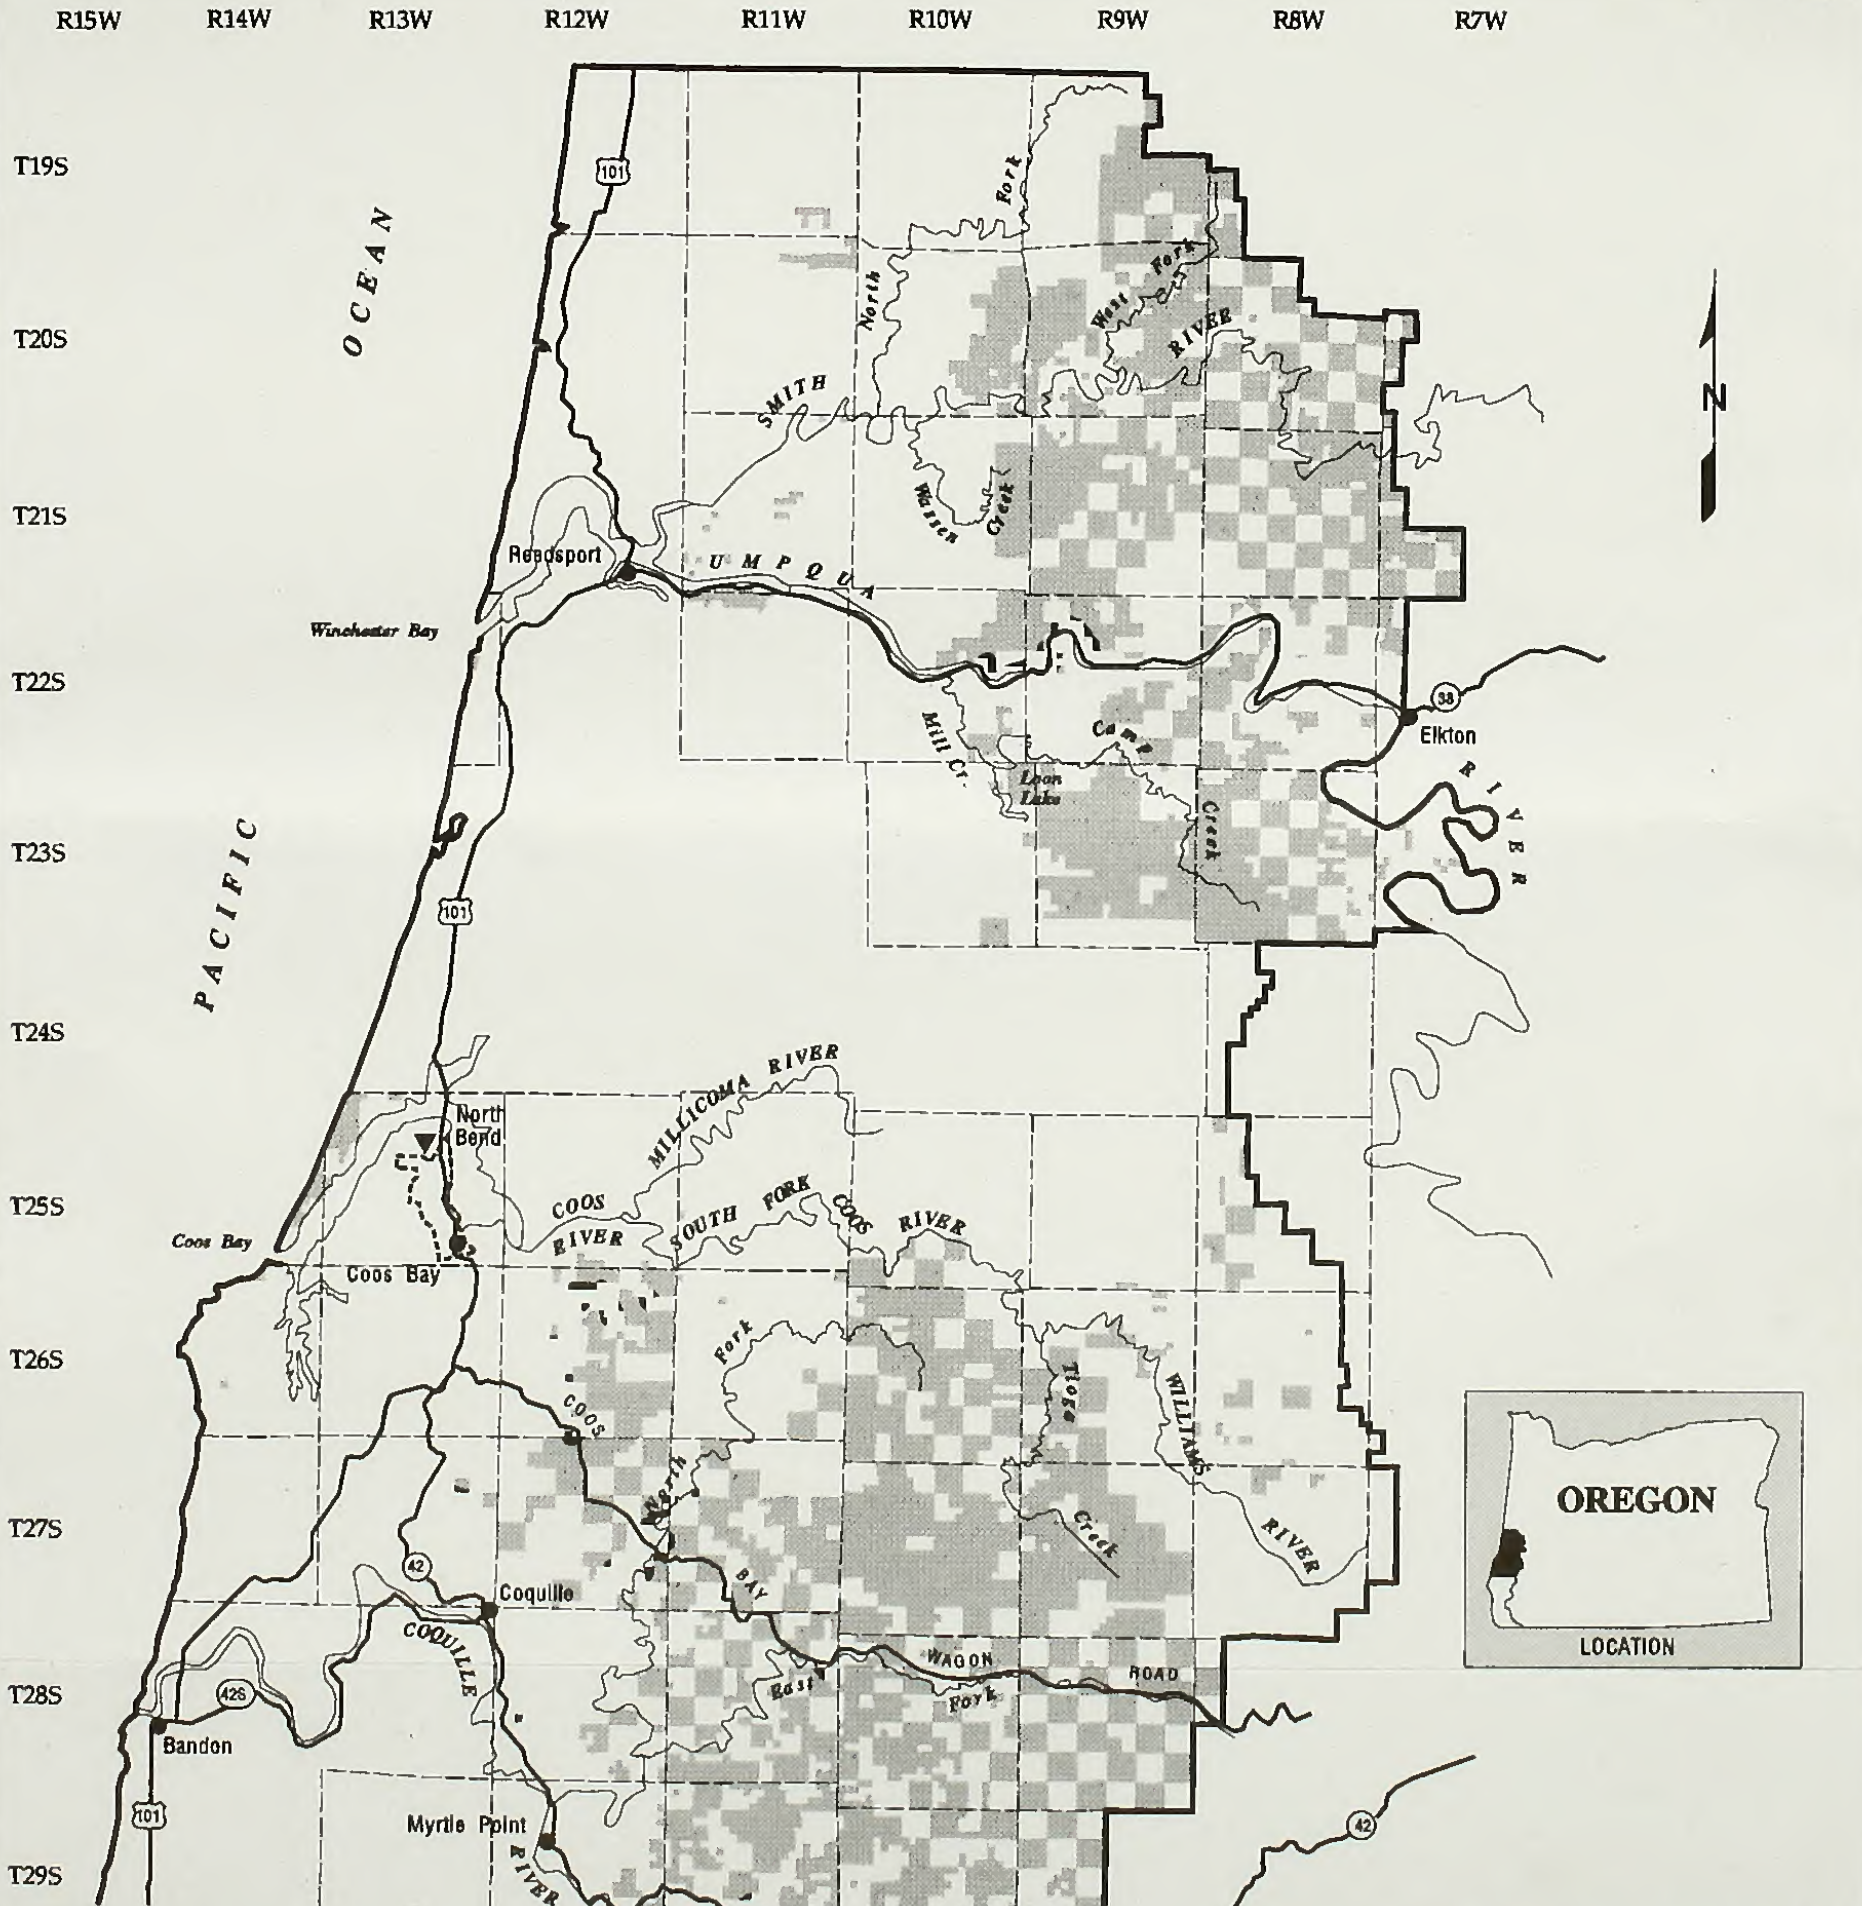 R15W R14W R13W R12W R11W R10W R9W R8W R7W
T19S
T20S
T21S
T22S
T23S
T24S
T25S
T26S
T27S
T28S
T29S
PACIFIC
OCEAN
101
North
Fork
West
Fork
SMITH
RIVER
Wassen
Creek
Reedsport
UMPQUA
Winchester Bay
N
38
Elkton
RIVER
Mill Cr.
Camp
Creek
Loon
Lake
101
North
Bend
MILLICOMA RIVER
COOS
RIVER
SOUTH FORK COOS RIVER
Coos Bay
Coos Bay
Fork
North
Tioga
Creek
WILLIAMS
RIVER
COOS
BAY
WAGON
ROAD
42
Coquille
COQUILLE
RIVER
East
Fork
42S
Bandon
101
Myrtle Point
42
OREGON
LOCATION